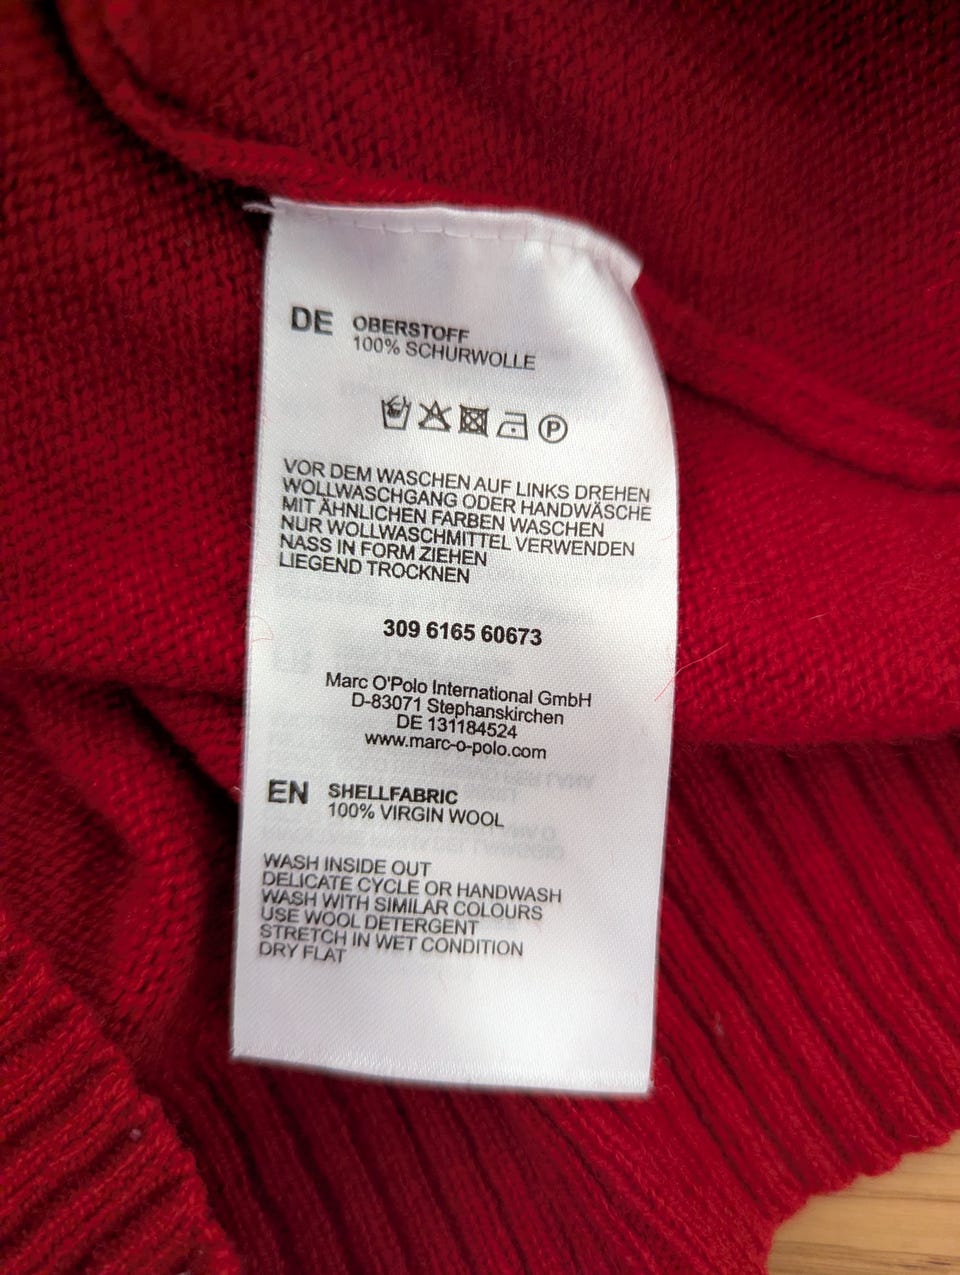 DE OBERSTOFF
100% SCHURWOLLE
P
VOR DEM WASCHEN AUF LINKS DREHEN
WOLLWASCHGANG ODER HANDWÄSCHE
MIT ÄHNLICHEN FARBEN WASCHEN
NUR WOLLWASCHMITTEL VERWENDEN
NASS IN FORM ZIEHEN
LIEGEND TROCKNEN
309 6165 60673
Marc O'Polo International GmbH
D-83071 Stephanskirchen
DE 131184524
www.marc-o-polo.com
EN SHELLFABRIC
100% VIRGIN WOOL
WASH INSIDE OUT
DELICATE CYCLE OR HANDWASH
WASH WITH SIMILAR COLOURS
USE WOOL DETERGENT
STRETCH IN WET CONDITION
DRY FLAT